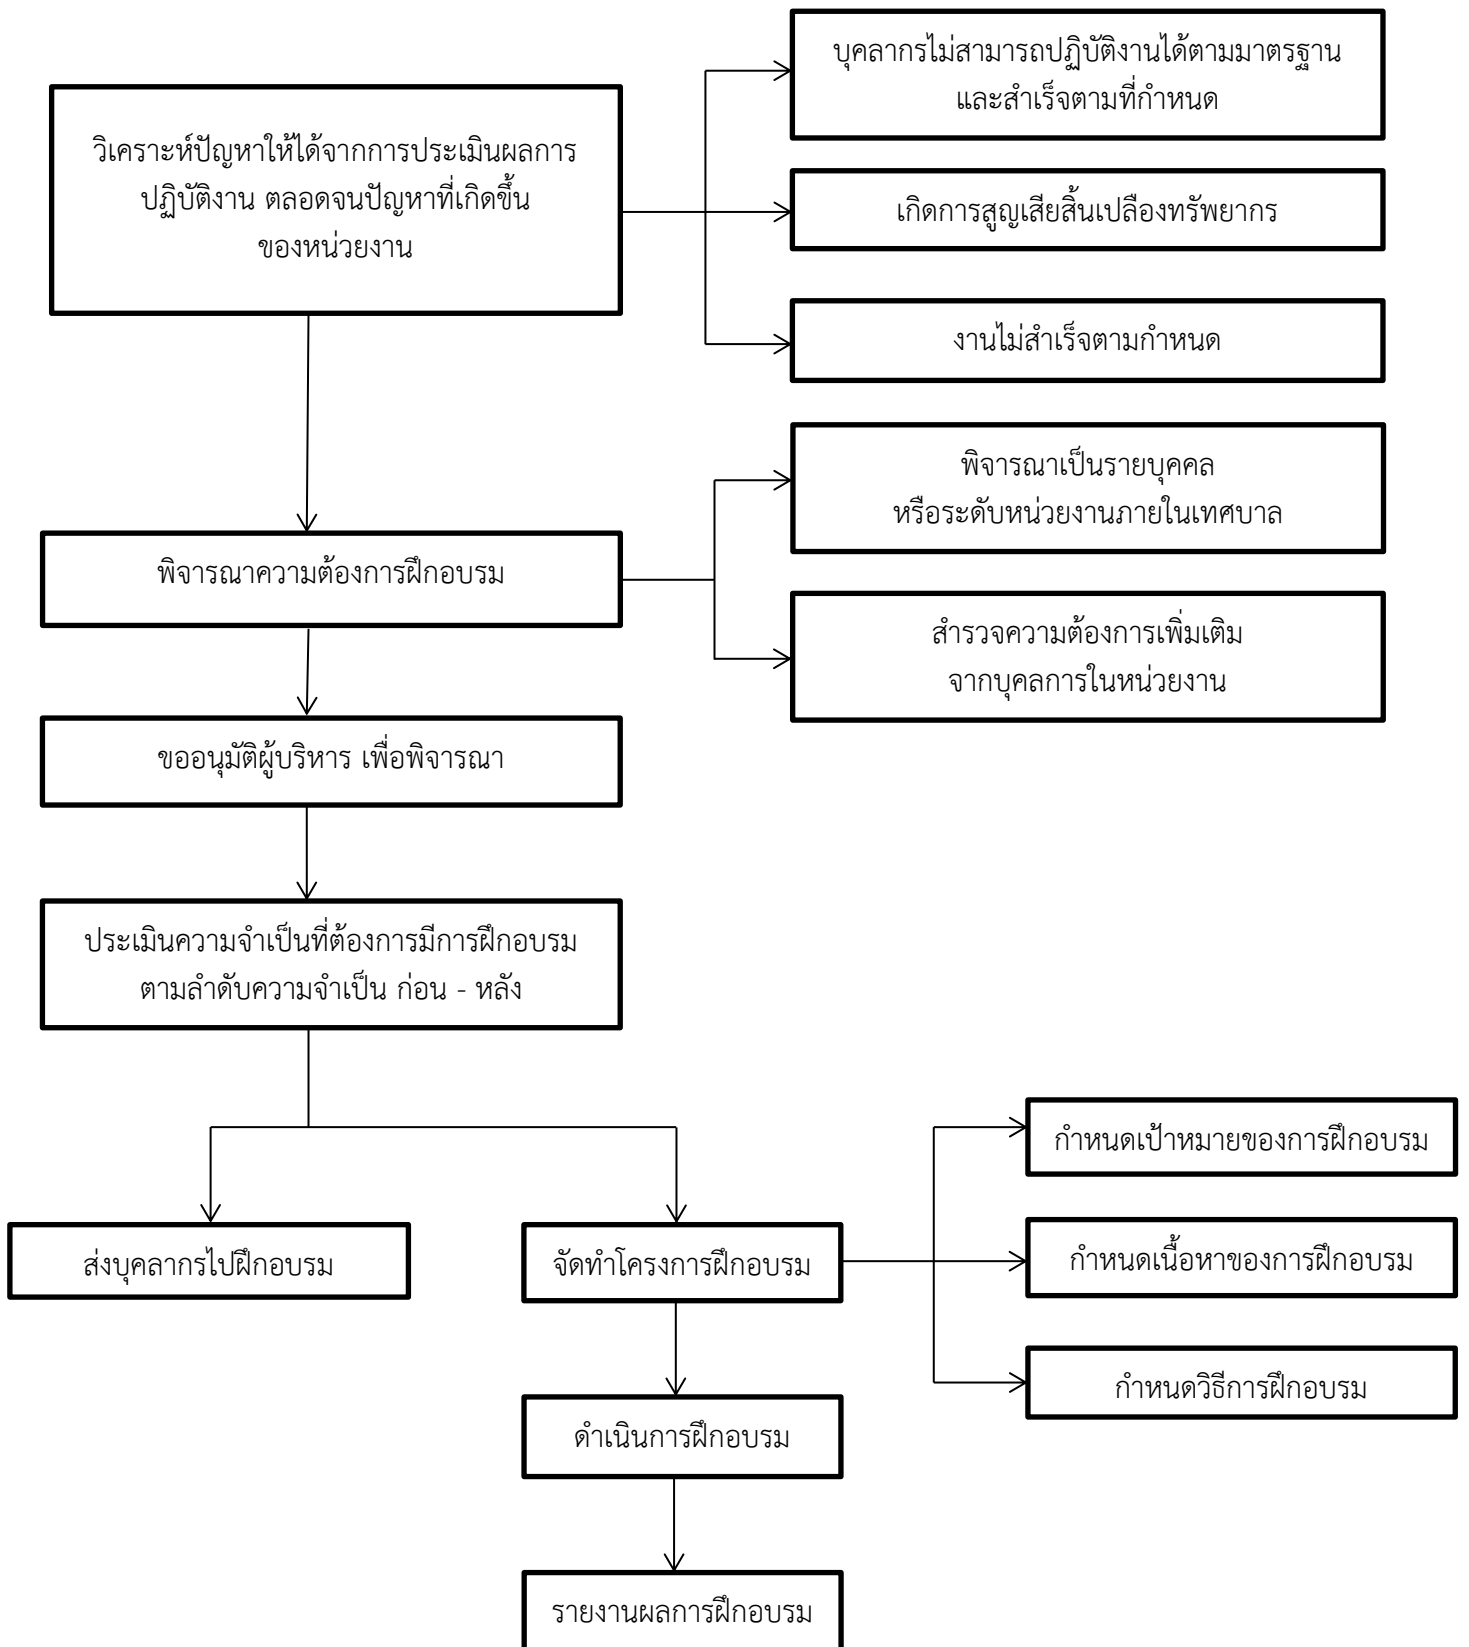 บุคลากรไม่สามารถปฏิบัติงานได้ตามมาตรฐาน
และสำเร็จตามที่กำหนด
วิเคราะห์ปัญหาให้ได้จากการประเมินผลการ
ปฏิบัติงาน ตลอดจนปัญหาที่เกิดขึ้น
ของหน่วยงาน
เกิดการสูญเสียสิ้นเปลืองทรัพยากร
งานไม่สำเร็จตามกำหนด
พิจารณาเป็นรายบุคคล
หรือระดับหน่วยงานภายในเทศบาล
พิจารณาความต้องการฝึกอบรม
สำรวจความต้องการเพิ่มเติม
จากบุคลการในหน่วยงาน
ขออนุมัติผู้บริหาร เพื่อพิจารณา
ประเมินความจำเป็นที่ต้องการมีการฝึกอบรม
ตามลำดับความจำเป็น ก่อน - หลัง
กำหนดเป้าหมายของการฝึกอบรม
ส่งบุคลากรไปฝึกอบรม
จัดทำโครงการฝึกอบรม
กำหนดเนื้อหาของการฝึกอบรม
กำหนดวิธีการฝึกอบรม
ดำเนินการฝึกอบรม
รายงานผลการฝึกอบรม